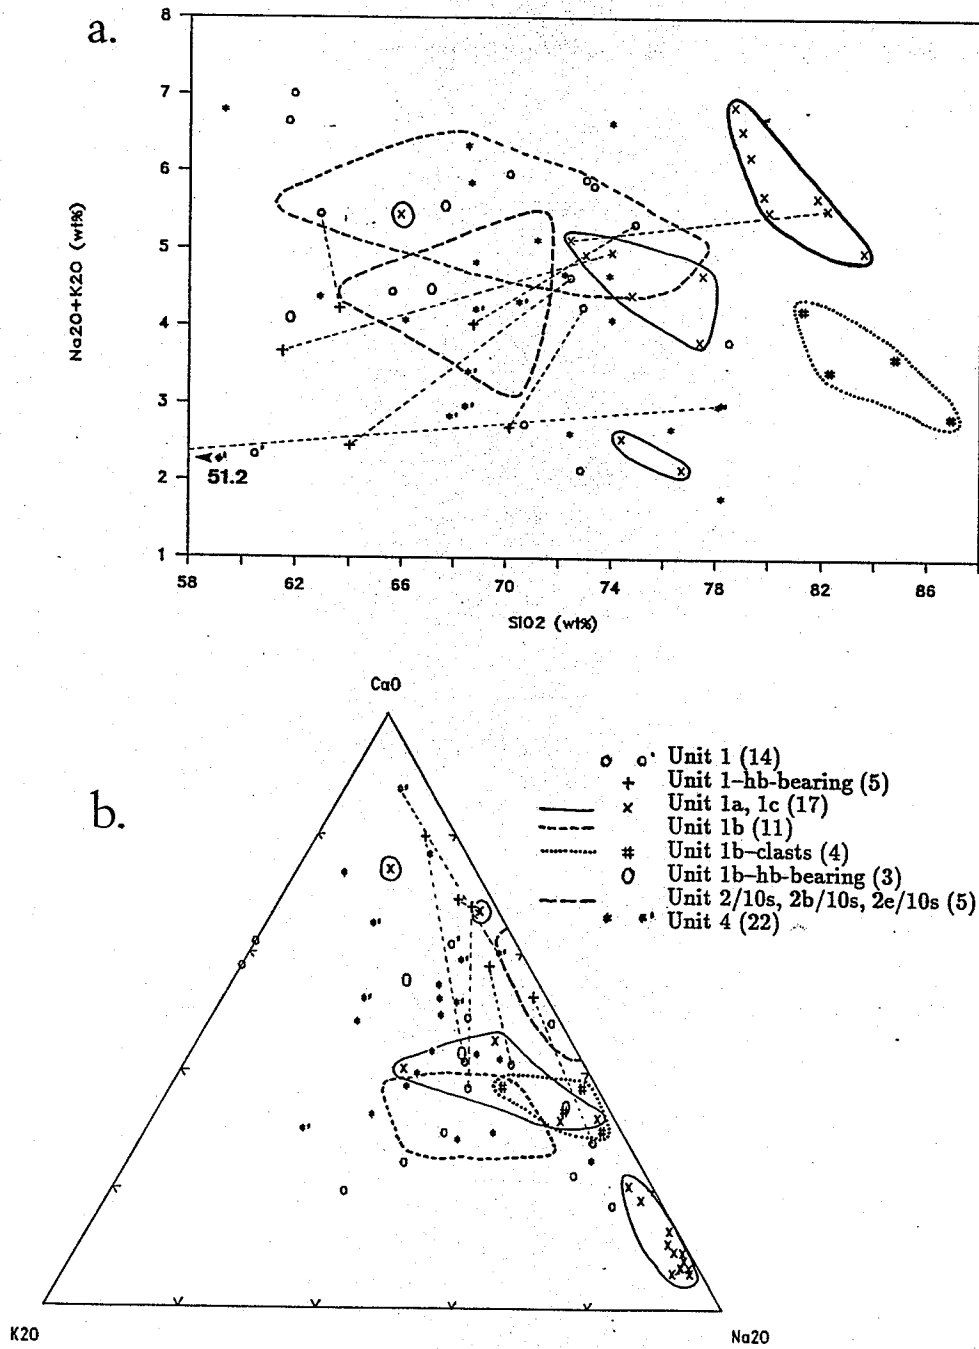 a.
8
7
6
5
4
3
2
1
Na2O+K2O (wt%)
51.2
58 62 66 70 74 78 82 86
SiO2 (wt%)
b.
CaO
K2O
Na2O
Unit 1 (14)
Unit 1-hb-bearing (5)
Unit 1a, 1c (17)
Unit 1b (11)
Unit 1b-clasts (4)
Unit 1b-hb-bearing (3)
Unit 2/10s, 2b/10s, 2e/10s (5)
Unit 4 (22)